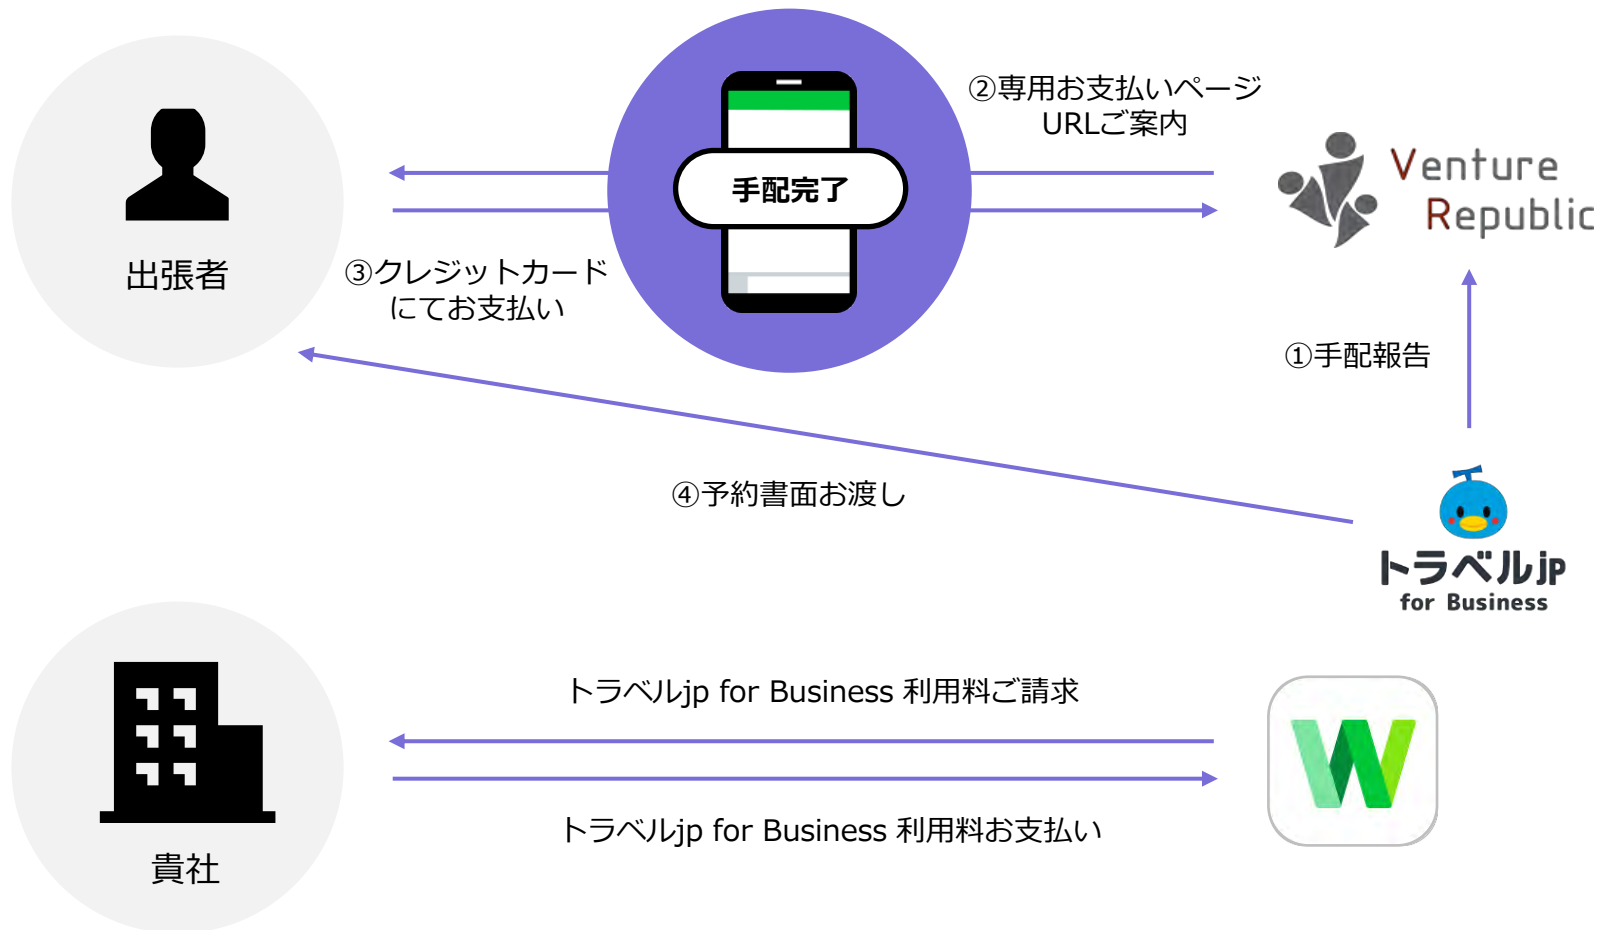 ②専用お支払いページ
URLご案内
手配完了
Venture
Republic
出張者
③クレジットカード
にてお支払い
①手配報告
④予約書面お渡し
トラベルjp
for Business
トラベルjp for Business 利用料ご請求
トラベルjp for Business 利用料お支払い
貴社